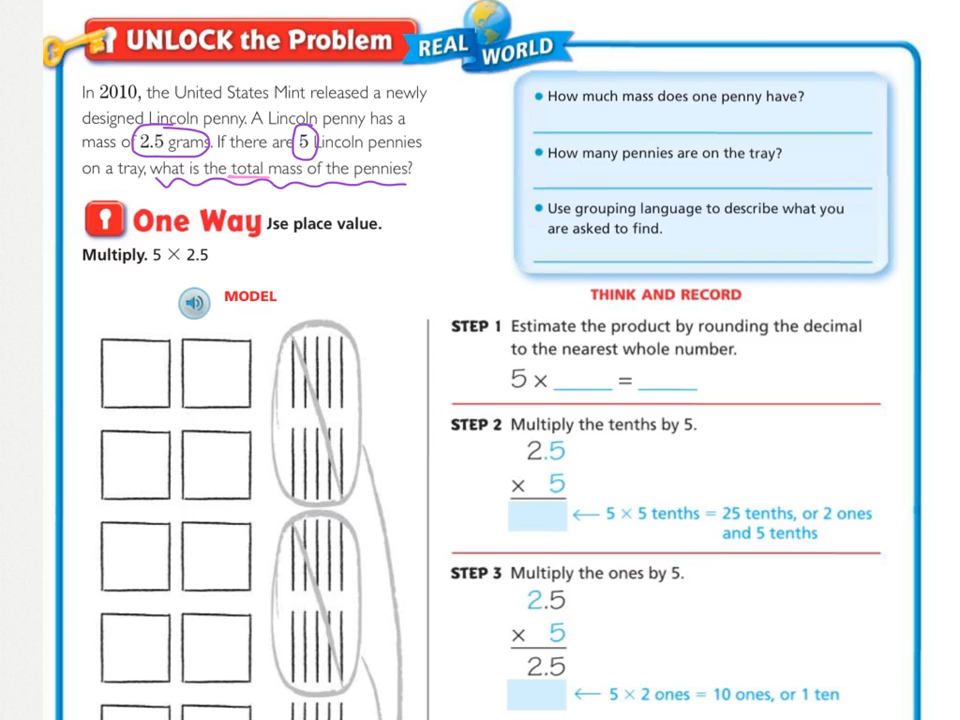 UNLOCK the Problem REAL WORLD
In 2010, the United States Mint released a newly
designed Lincoln penny. A Lincoln penny has a
mass of 2.5 grams. If there are 5 Lincoln pennies
on a tray, what is the total mass of the pennies?
• How much mass does one penny have?
• How many pennies are on the tray?
• Use grouping language to describe what you
are asked to find.
One Way Jse place value.
Multiply. 5 × 2.5
MODEL
THINK AND RECORD
STEP 1 Estimate the product by rounding the decimal
to the nearest whole number.
5 × ____ = ____
STEP 2 Multiply the tenths by 5.
2.5
× 5
← 5 × 5 tenths = 25 tenths, or 2 ones
and 5 tenths
STEP 3 Multiply the ones by 5.
2.5
× 5
2.5
← 5 × 2 ones = 10 ones, or 1 ten